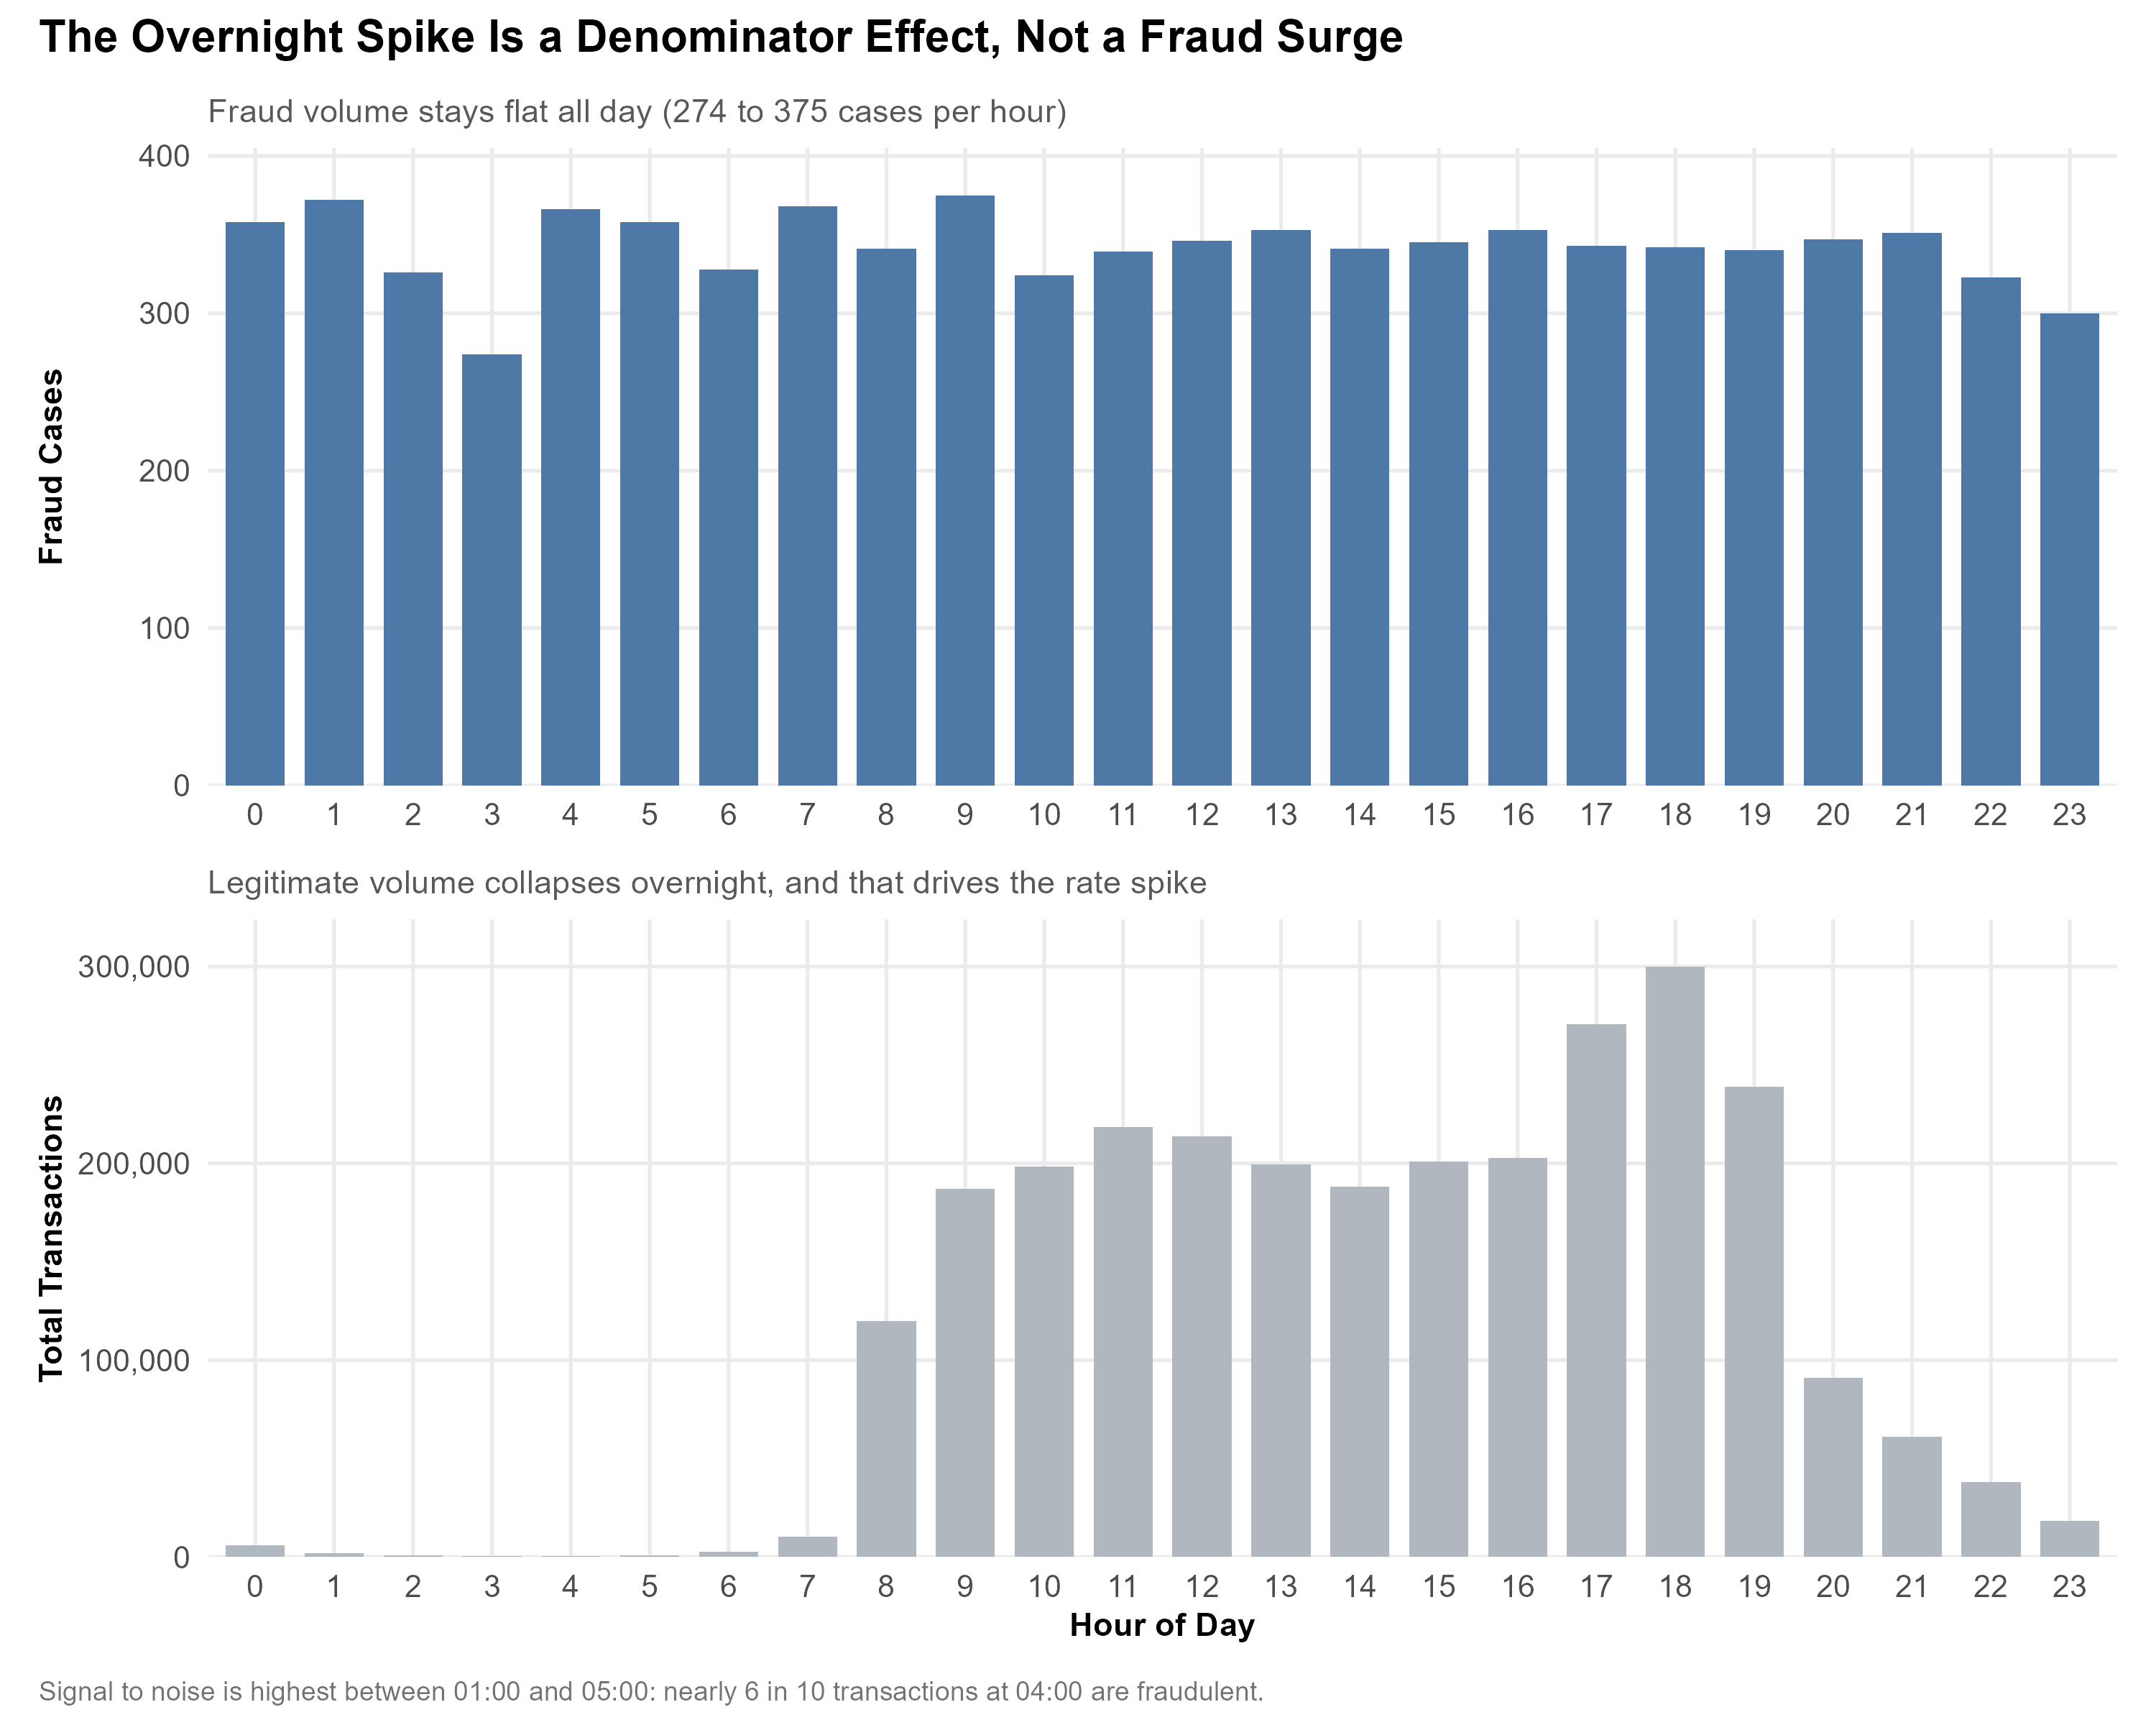 The Overnight Spike Is a Denominator Effect, Not a Fraud Surge
Fraud volume stays flat all day (274 to 375 cases per hour)
400
300
200
100
0
Fraud Cases
0 1 2 3 4 5 6 7 8 9 10 11 12 13 14 15 16 17 18 19 20 21 22 23
Legitimate volume collapses overnight, and that drives the rate spike
300,000
200,000
100,000
0
Total Transactions
0 1 2 3 4 5 6 7 8 9 10 11 12 13 14 15 16 17 18 19 20 21 22 23
Hour of Day
Signal to noise is highest between 01:00 and 05:00: nearly 6 in 10 transactions at 04:00 are fraudulent.